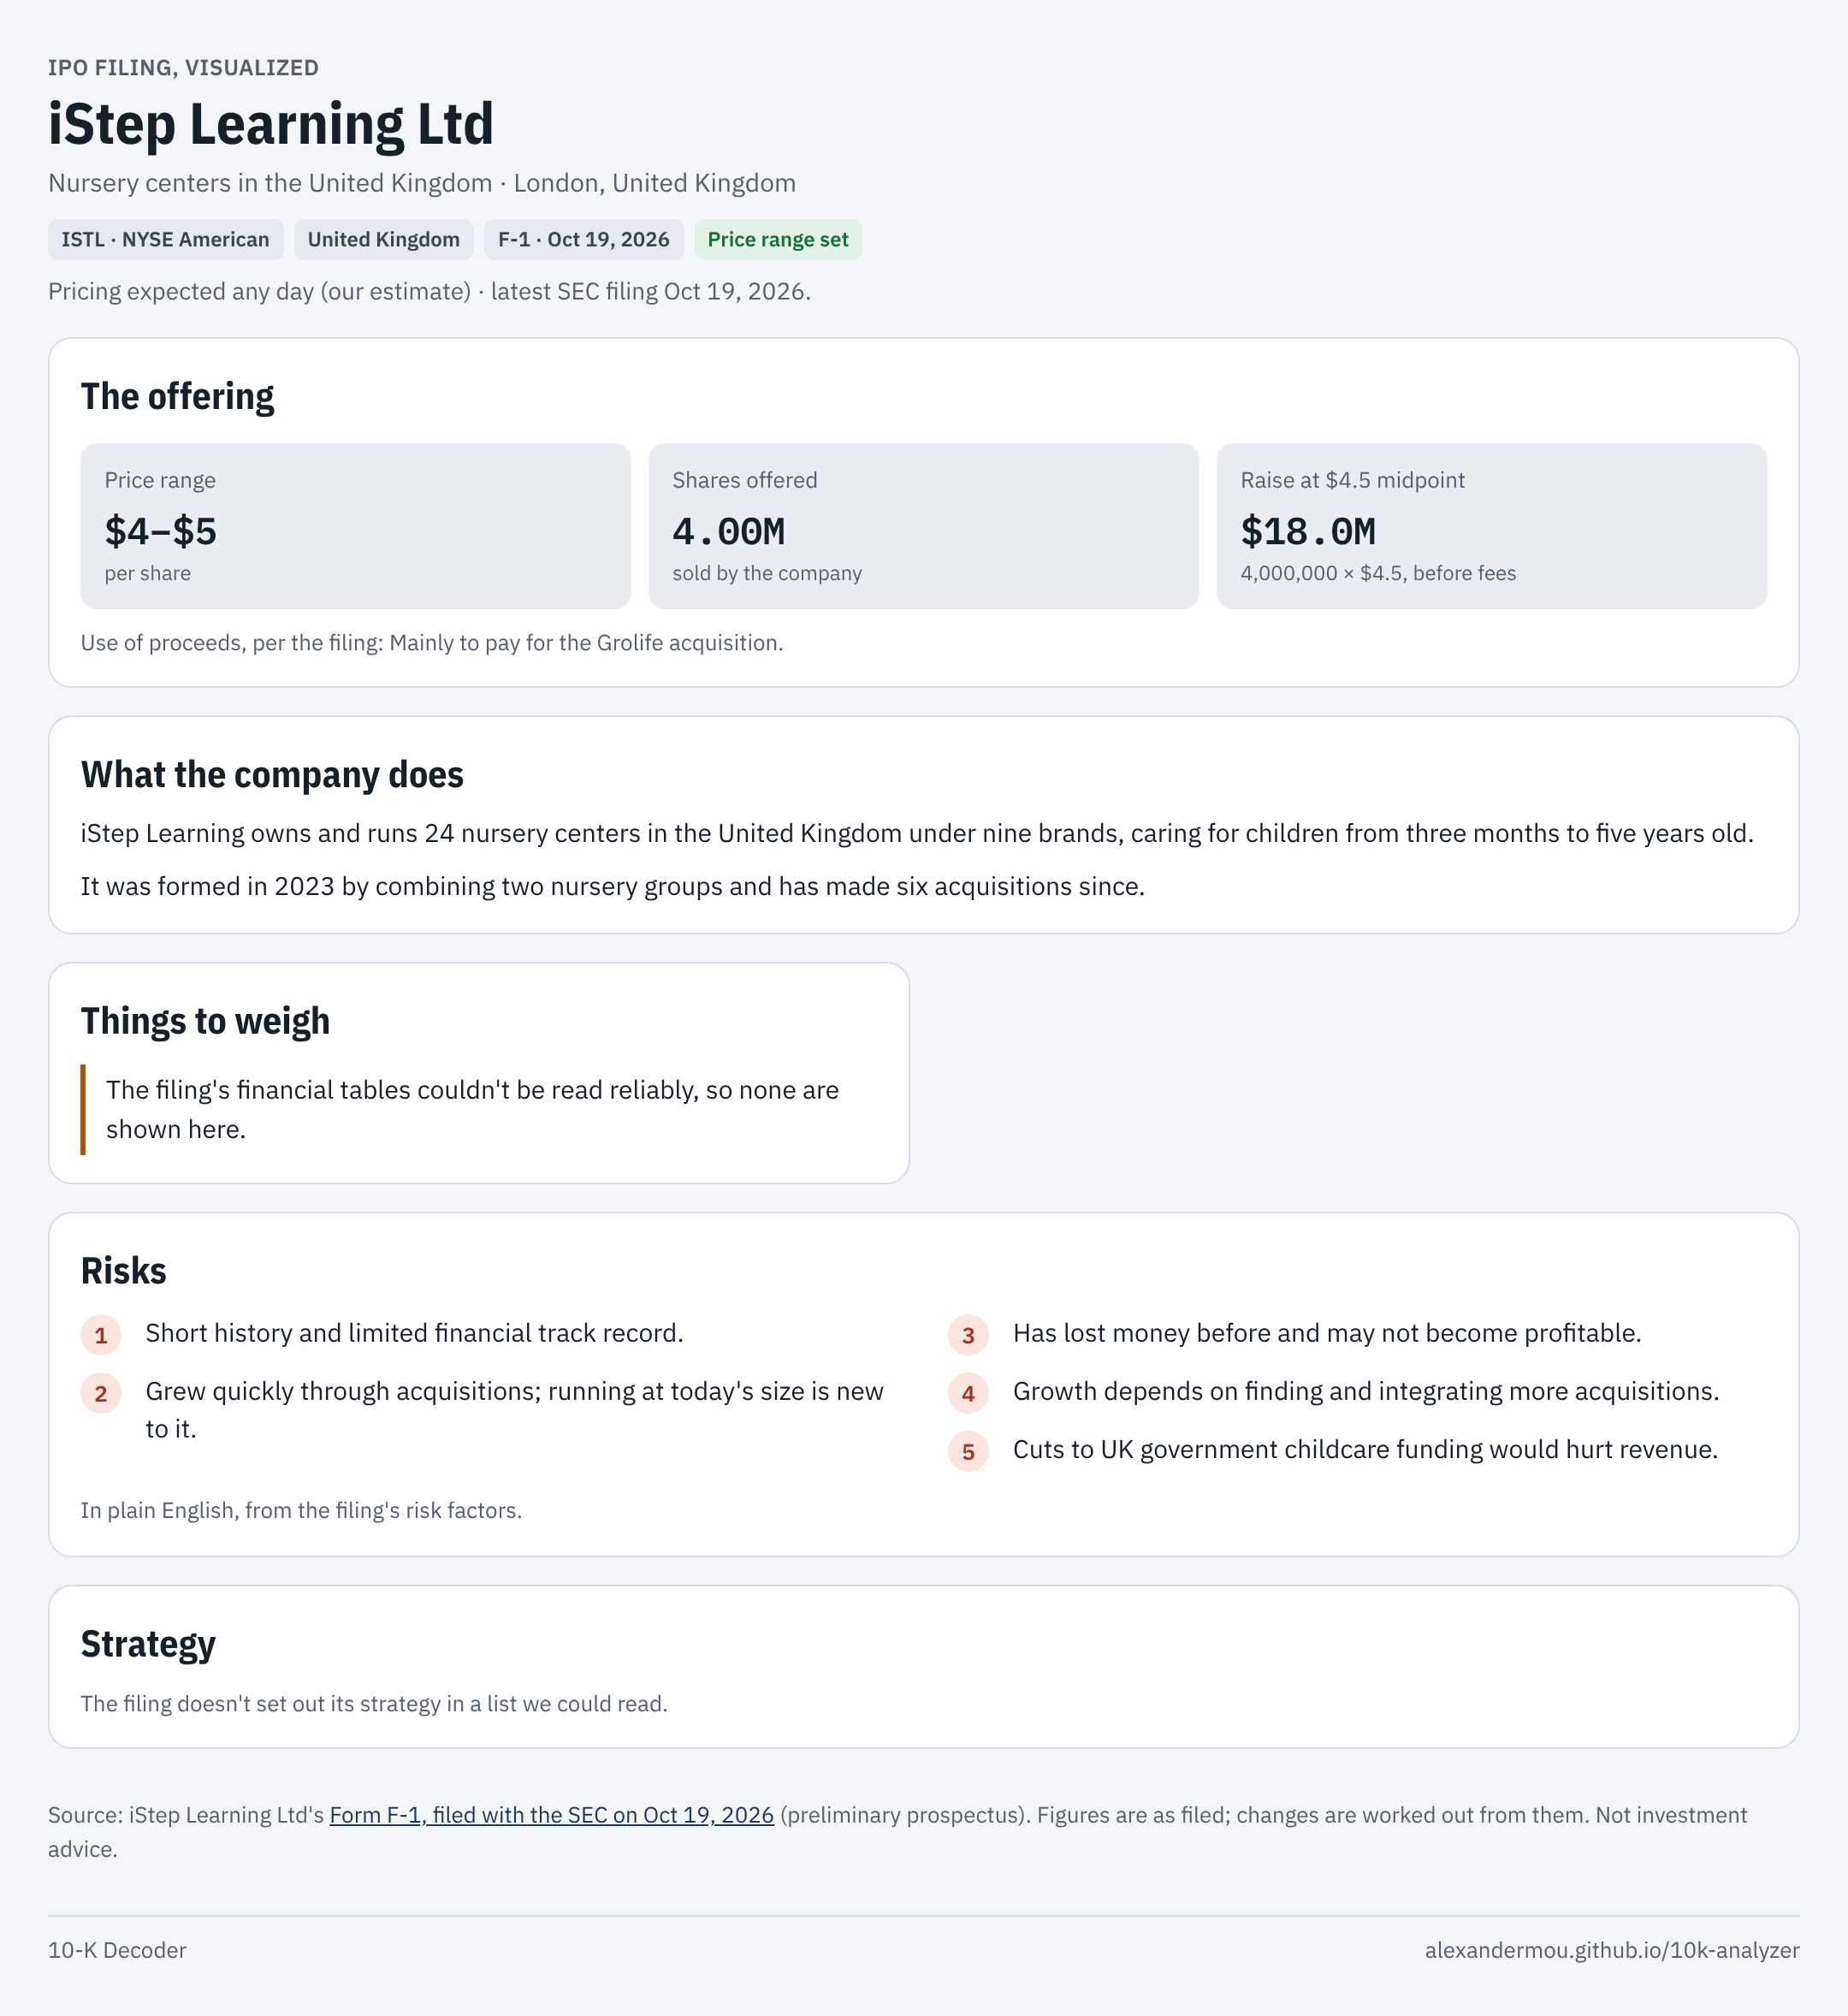 IPO FILING, VISUALIZED
iStep Learning Ltd
Nursery centers in the United Kingdom · London, United Kingdom
ISTL · NYSE American
United Kingdom
F-1 · Oct 19, 2026
Price range set
Pricing expected any day (our estimate) · latest SEC filing Oct 19, 2026.
The offering
Price range
$4–$5
per share
Shares offered
4.00M
sold by the company
Raise at $4.5 midpoint
$18.0M
4,000,000 × $4.5, before fees
Use of proceeds, per the filing: Mainly to pay for the Grolife acquisition.
What the company does
iStep Learning owns and runs 24 nursery centers in the United Kingdom under nine brands, caring for children from three months to five years old.
It was formed in 2023 by combining two nursery groups and has made six acquisitions since.
Things to weigh
The filing's financial tables couldn't be read reliably, so none are
shown here.
Risks
1 Short history and limited financial track record.
2 Grew quickly through acquisitions; running at today's size is new
to it.
3 Has lost money before and may not become profitable.
4 Growth depends on finding and integrating more acquisitions.
5 Cuts to UK government childcare funding would hurt revenue.
In plain English, from the filing's risk factors.
Strategy
The filing doesn't set out its strategy in a list we could read.
Source: iStep Learning Ltd's Form F-1, filed with the SEC on Oct 19, 2026 (preliminary prospectus). Figures are as filed; changes are worked out from them. Not investment
advice.
10-K Decoder
alexandermou.github.io/10k-analyzer